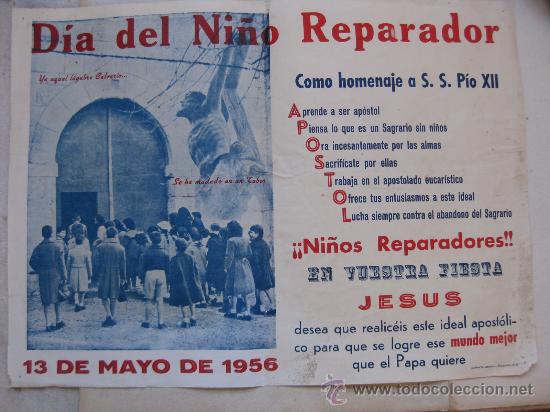 Día del Niño Reparador
Ya aquel lúgubre Calvario...
Se ha mudado en un Tabor
13 DE MAYO DE 1956
Como homenaje a S. S. Pío XII
Aprende a ser apóstol
Piensa lo que es un Sagrario sin niños
Ora incesantemente por las almas
Sacrifícate por ellas
Trabaja en el apostolado eucarístico
Ofrece tus entusiasmos a este ideal
Lucha siempre contra el abandono del Sagrario
¡¡Niños Reparadores!!
EN VUESTRA FIESTA
JESUS
desea que realicéis este ideal apostóli-
co para que se logre ese mundo mejor
que el Papa quiere
todocoleccion
www.todocoleccion.net